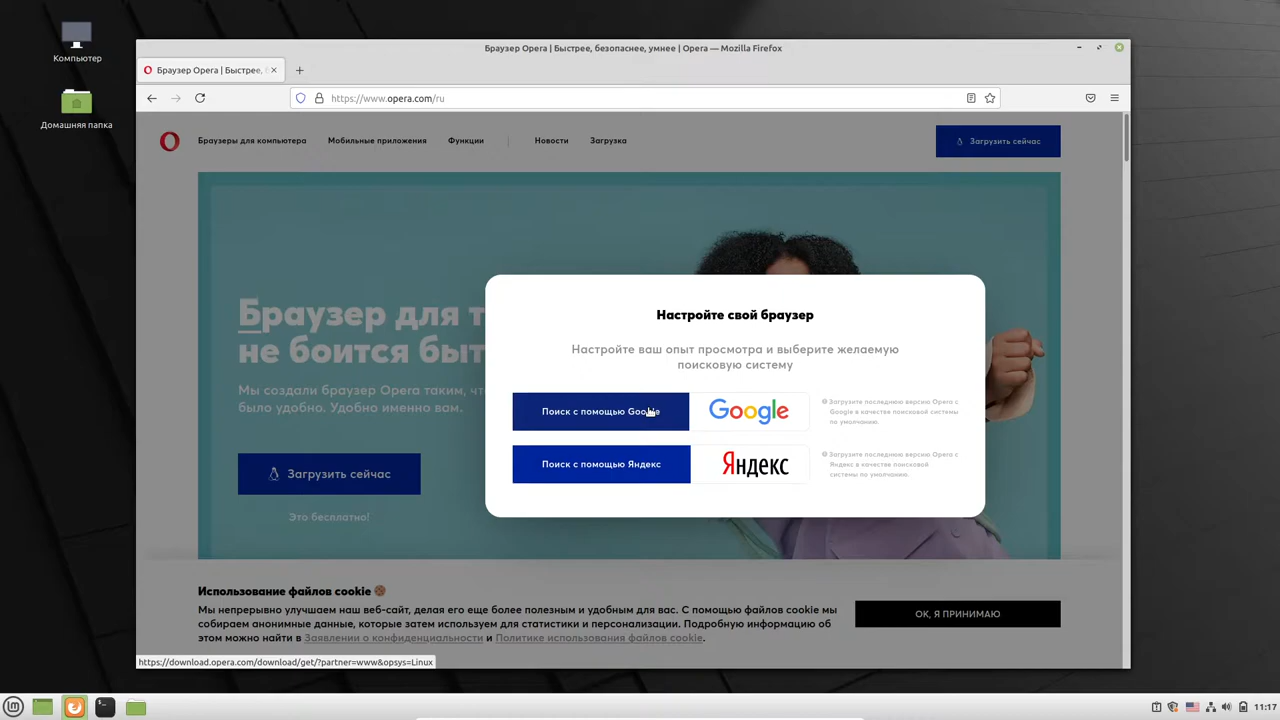 Компьютер
Домашняя папка
Браузер Opera | Быстрее, безопаснее, умнее | Opera — Mozilla Firefox
Браузер Opera | Быстрее,
https://www.opera.com/ru
Браузеры для компьютера
Мобильные приложения
Функции
Новости
Загрузка
Загрузить сейчас
Браузер для т
не боится быт
Мы создали браузер Opera таким, чт
было удобно. Удобно именно вам.
Загрузить сейчас
Это бесплатно!
Настройте свой браузер
Настройте ваш опыт просмотра и выберите желаемую
поисковую систему
Поиск с помощью Google
Google
Загрузите последнюю версию Opera с
Google в качестве поисковой системы
по умолчанию.
Поиск с помощью Яндекс
Яндекс
Загрузите последнюю версию Opera с
Яндекс в качестве поисковой
системы по умолчанию.
Использование файлов cookie
Мы непрерывно улучшаем наш веб-сайт, делая его еще более полезным и удобным для вас. С помощью файлов cookie мы
собираем анонимные данные, которые затем используем для статистики и персонализации. Подробную информацию об
этом можно найти в Заявлении о конфиденциальности и Политике использования файлов cookie.
ОК, Я ПРИНИМАЮ
https://download.opera.com/download/get/?partner=www&opsys=Linux
11:17